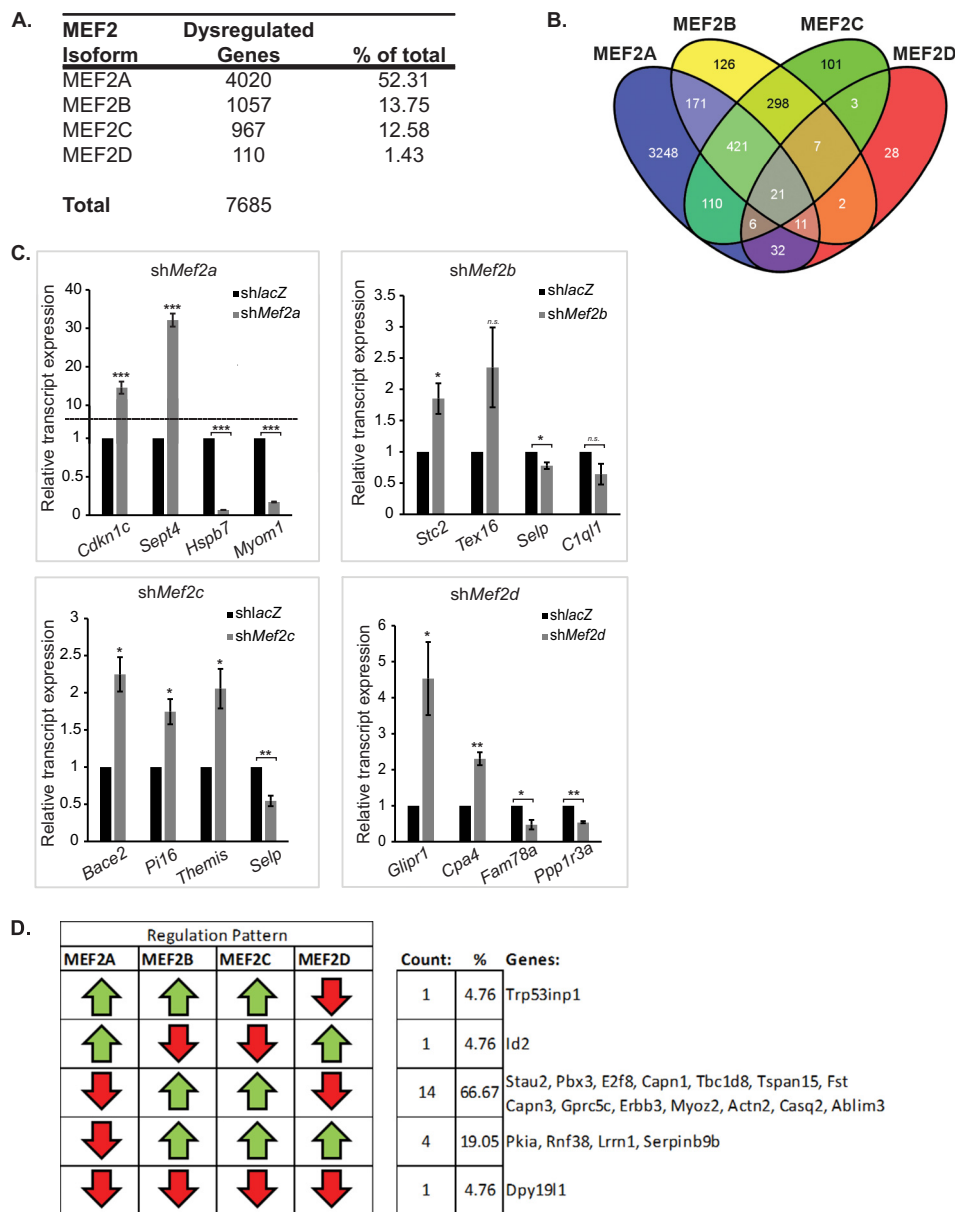 A.
MEF2 Isoform Dysregulated Genes % of total
MEF2A 4020 52.31
MEF2B 1057 13.75
MEF2C 967 12.58
MEF2D 110 1.43
Total 7685
B.
MEF2A MEF2B MEF2C MEF2D
126 101
171 298 3
3248 421 7 28
110 21 2
6 11
32
C.
shMef2a
Relative transcript expression
shlacZ
shMef2a
40
30
20
10
1
0.5
0
*** *** *** ***
Cdkn1c Sept4 Hspb7 Myom1
shMef2b
Relative transcript expression
shlacZ
shMef2b
3.5
3
2.5
2
1.5
1
0.5
0
* n.s. * n.s.
Stc2 Tex16 Selp C1ql1
shMef2c
Relative transcript expression
shlacZ
shMef2c
3
2.5
2
1.5
1
0.5
0
* * * **
Bace2 Pi16 Themis Selp
shMef2d
Relative transcript expression
shlacZ
shMef2d
6
5
4
3
2
1
0
* ** * **
Glipr1 Cpa4 Fam78a Ppp1r3a
D.
Regulation Pattern
MEF2A MEF2B MEF2C MEF2D Count: % Genes:
1 4.76 Trp53inp1
1 4.76 Id2
14 66.67 Stau2, Pbx3, E2f8, Capn1, Tbc1d8, Tspan15, Fst
Capn3, Gprc5c, Erbb3, Myoz2, Actn2, Casq2, Ablim3
4 19.05 Pkia, Rnf38, Lrrn1, Serpinb9b
1 4.76 Dpy19l1